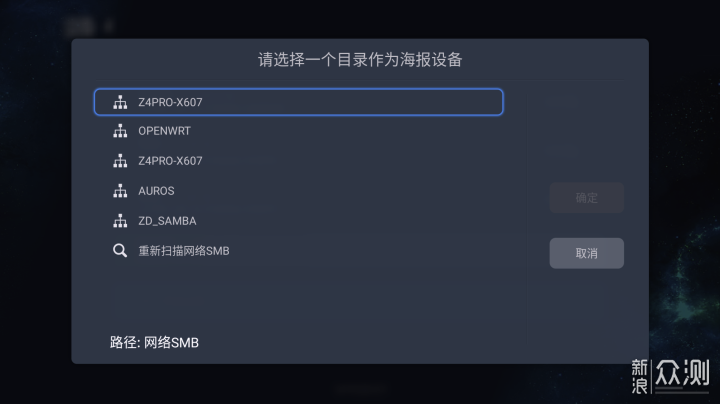 请选择一个目录作为海报设备
Z4PRO-X607
OPENWRT
Z4PRO-X607
AUROS
ZD_SAMBA
重新扫描网络SMB
确定
取消
路径: 网络SMB
新浪众测